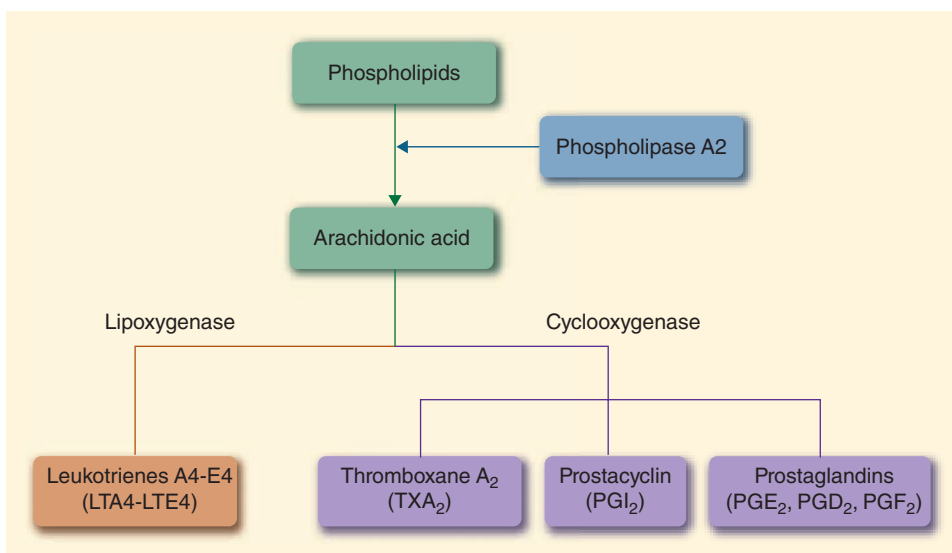 Phospholipids
Phospholipase A2
Arachidonic acid
Lipoxygenase
Cyclooxygenase
Leukotrienes A4-E4
(LTA4-LTE4)
Thromboxane A₂
(TXA₂)
Prostacyclin
(PGI₂)
Prostaglandins
(PGE₂, PGD₂, PGF₂)